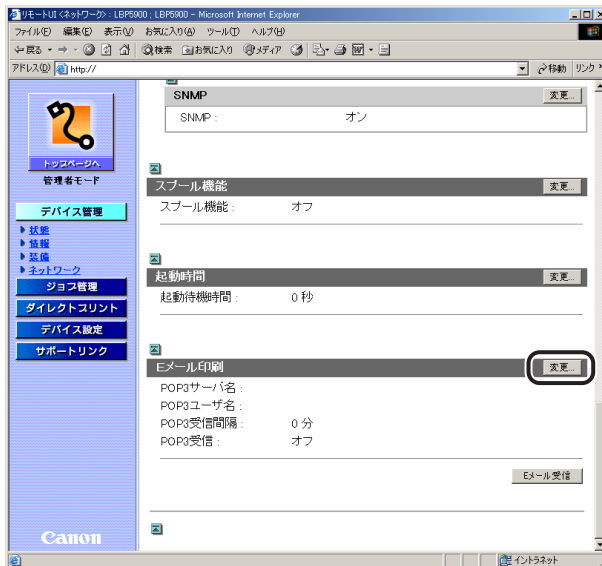 リモートUI <ネットワーク> : LBP5900 ; LBP5900 - Microsoft Internet Explorer
ファイル(F) 編集(E) 表示(V) お気に入り(A) ツール(T) ヘルプ(H)
戻る 検索 お気に入り メディア
アドレス(D) http:// 移動 リンク
トップページへ
管理者モード
デバイス管理
状態
情報
装備
ネットワーク
ジョブ管理
ダイレクトプリント
デバイス設定
サポートリンク
Canon
SNMP 変更...
SNMP : オン
スプール機能 変更...
スプール機能 : オフ
起動時間 変更...
起動待機時間 : 0 秒
Eメール印刷 変更...
POP3サーバ名 :
POP3ユーザ名 :
POP3受信間隔 : 0 分
POP3受信 : オフ
Eメール受信
イントラネット